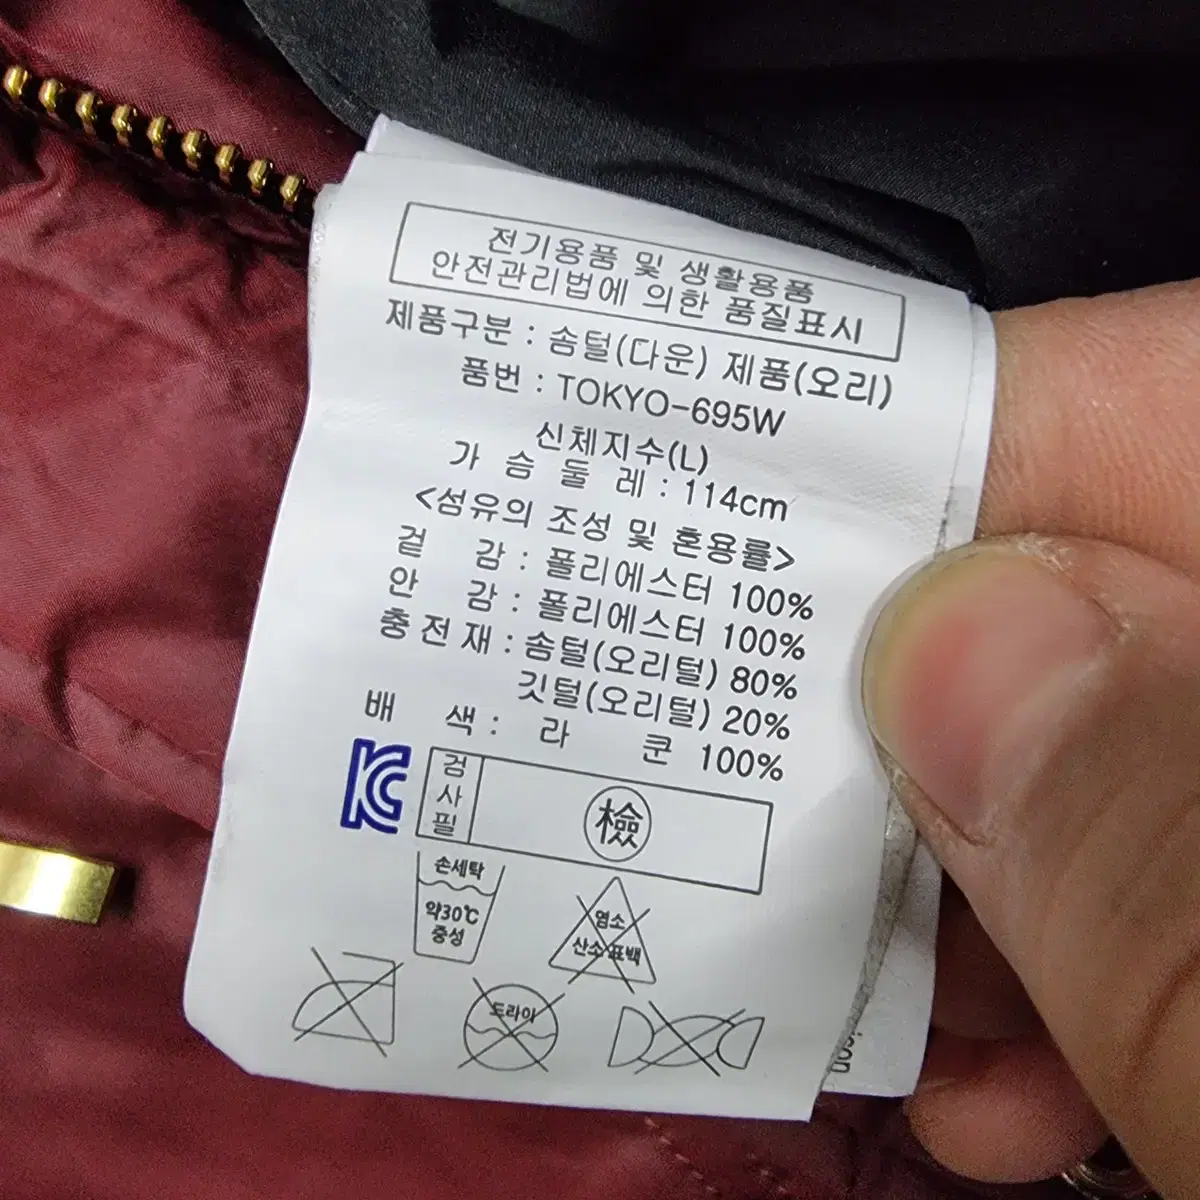 전기용품 및 생활용품
안전관리법에 의한 품질표시
제품구분 : 솜털(다운) 제품(오리)
품번 : TOKYO-695W
신체지수(L)
가 슴 둘 레 : 114cm
<섬유의 조성 및 혼용률>
겉 감 : 폴리에스터 100%
안 감 : 폴리에스터 100%
충 전 재 : 솜털(오리털) 80%
깃털(오리털) 20%
배 색 : 라 쿤 100%
검사필
檢
손세탁
약30℃
중성
염소
산소표백
드라이